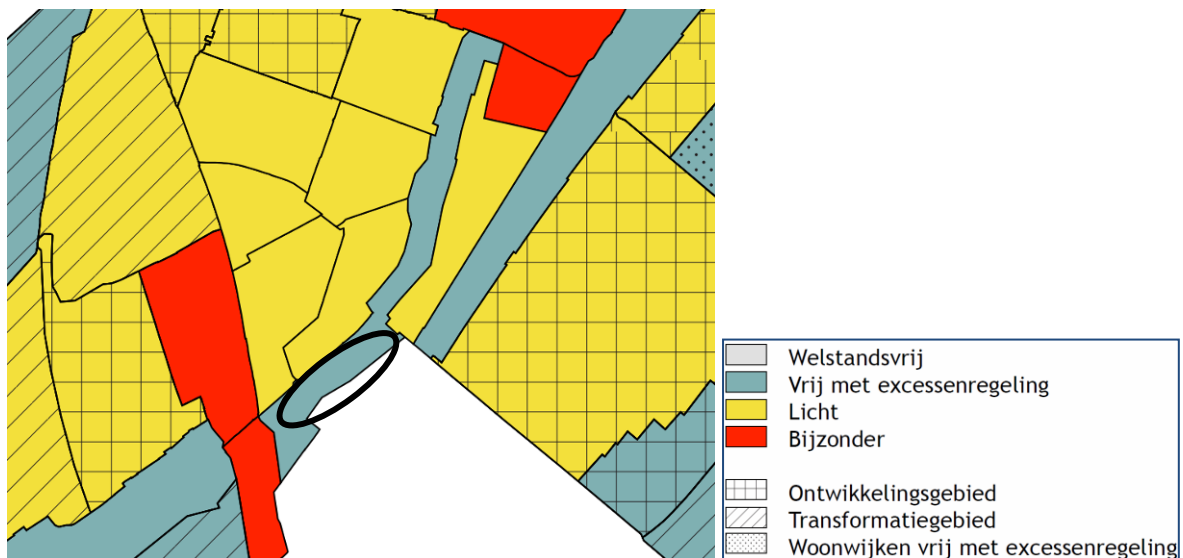 Welstandsvrij
Vrij met excessenregeling
Licht
Bijzonder
Ontwikkelingsgebied
Transformatiegebied
Woonwijken vrij met excessenregeling